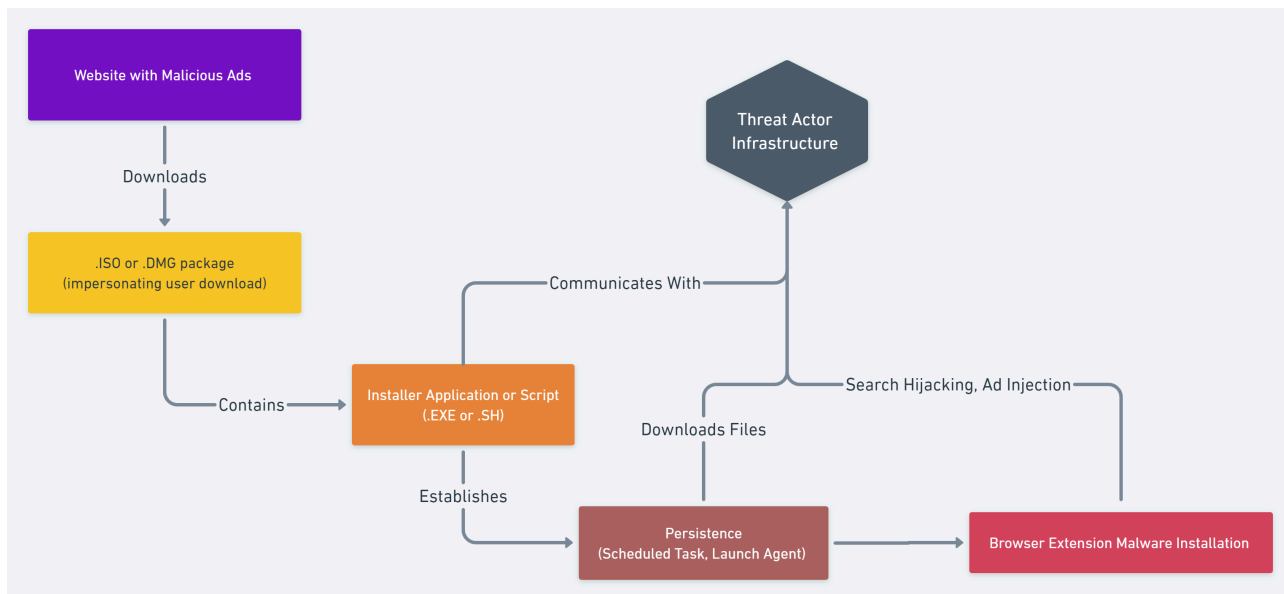 Website with Malicious Ads
Downloads
.ISO or .DMG package
(impersonating user download)
Contains
Installer Application or Script
(.EXE or .SH)
Communicates With
Threat Actor
Infrastructure
Establishes
Persistence
(Scheduled Task, Launch Agent)
Downloads Files
Search Hijacking, Ad Injection
Browser Extension Malware Installation